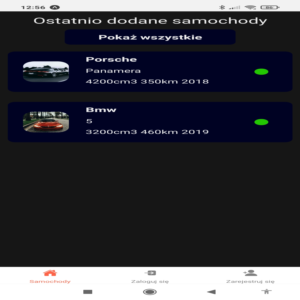 12:56
Ostatnio dodane samochody
Pokaż wszystkie
Porsche
Panamera
4200cm3 350km 2018
Bmw
5
3200cm3 460km 2019
Samochody
Zaloguj się
Zarejestruj się